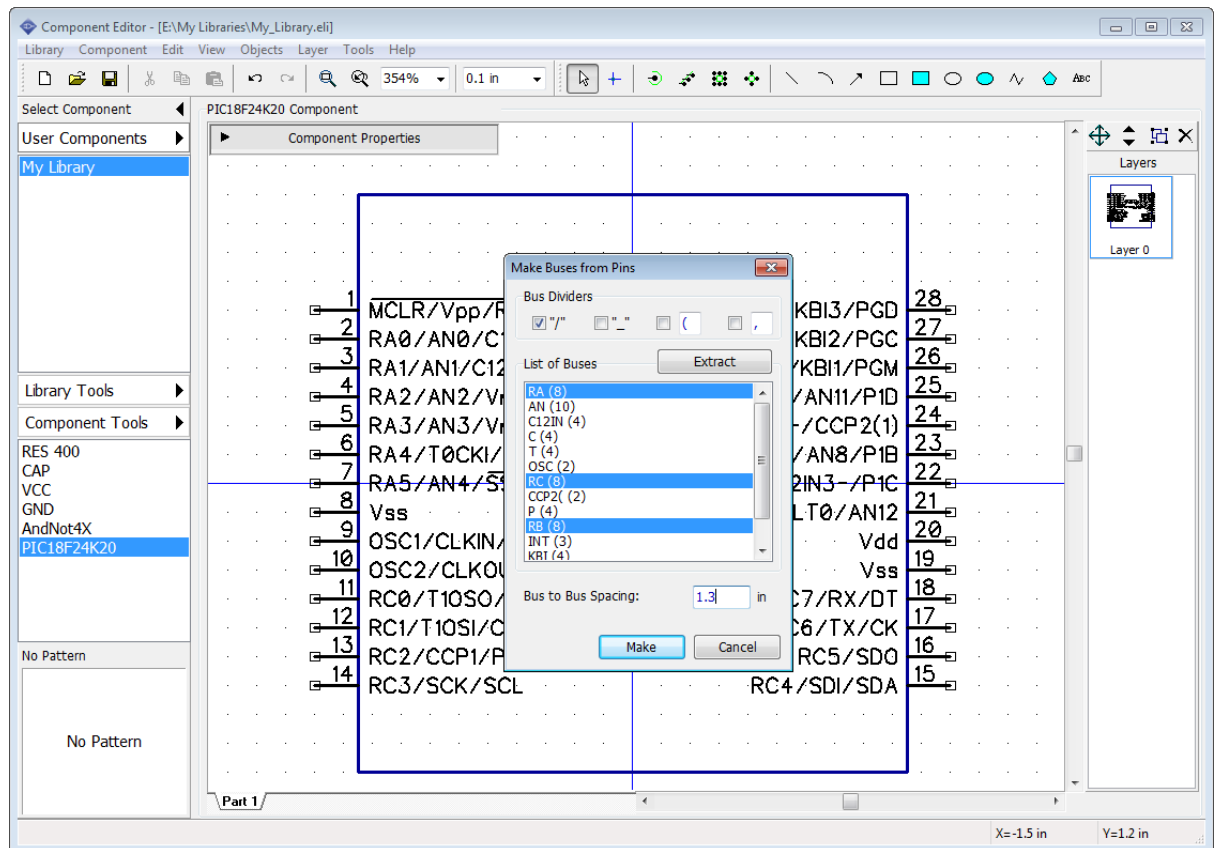 Component Editor - [E:\My Libraries\My_Library.eli]
Library Component Edit View Objects Layer Tools Help
354% 0.1 in ABC
Select Component
PIC18F24K20 Component
User Components
Component Properties
My Library
Layers
Layer 0
Library Tools
Component Tools
RES 400
CAP
VCC
GND
AndNot4X
PIC18F24K20
No Pattern
No Pattern
1 MCLR/Vpp/R
2 RA0/AN0/C1
3 RA1/AN1/C12
4 RA2/AN2/Vr
5 RA3/AN3/Vr
6 RA4/T0CKI/
7 RA5/AN4/SS
8 Vss
9 OSC1/CLKIN/
10 OSC2/CLKOU
11 RC0/T1OSO/
12 RC1/T1OSI/C
13 RC2/CCP1/P
14 RC3/SCK/SCL
KBI3/PGD 28
KBI2/PGC 27
/KBI1/PGM 26
/AN11/P1D 25
-/CCP2(1) 24
/AN8/P1B 23
2IN3-/P1C 22
LT0/AN12 21
Vdd 20
Vss 19
C7/RX/DT 18
C6/TX/CK 17
RC5/SDO 16
RC4/SDI/SDA 15
Make Buses from Pins
Bus Dividers
"/" "_" ( ,
List of Buses
Extract
RA (8)
AN (10)
C12IN (4)
C (4)
T (4)
OSC (2)
RC (8)
CCP2( (2)
P (4)
RB (8)
INT (3)
KBI (4)
Bus to Bus Spacing: 1.3 in
Make Cancel
Part 1
X=-1.5 in Y=1.2 in